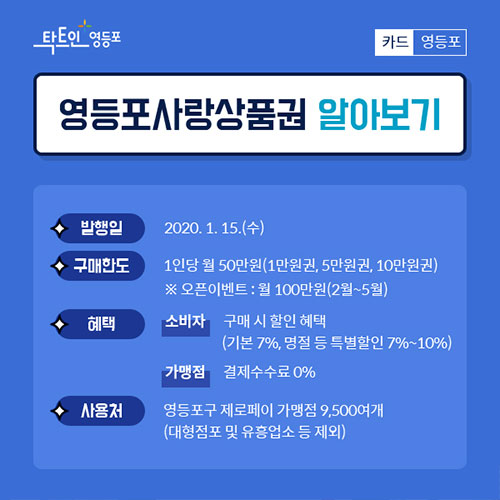 탁트인 영등포
카드 영등포
영등포사랑상품권 알아보기
발행일 2020. 1. 15.(수)
구매한도 1인당 월 50만원(1만원권, 5만원권, 10만원권)
※ 오픈이벤트 : 월 100만원(2월~5월)
혜택 소비자 구매 시 할인 혜택
(기본 7%, 명절 등 특별할인 7%~10%)
가맹점 결제수수료 0%
사용처 영등포구 제로페이 가맹점 9,500여개
(대형점포 및 유흥업소 등 제외)